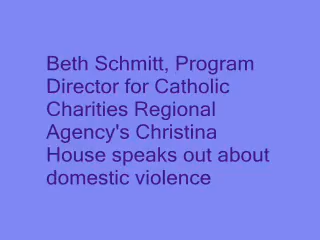 Beth Schmitt, Program
Director for Catholic
Charities Regional
Agency's Christina
House speaks out about
domestic violence